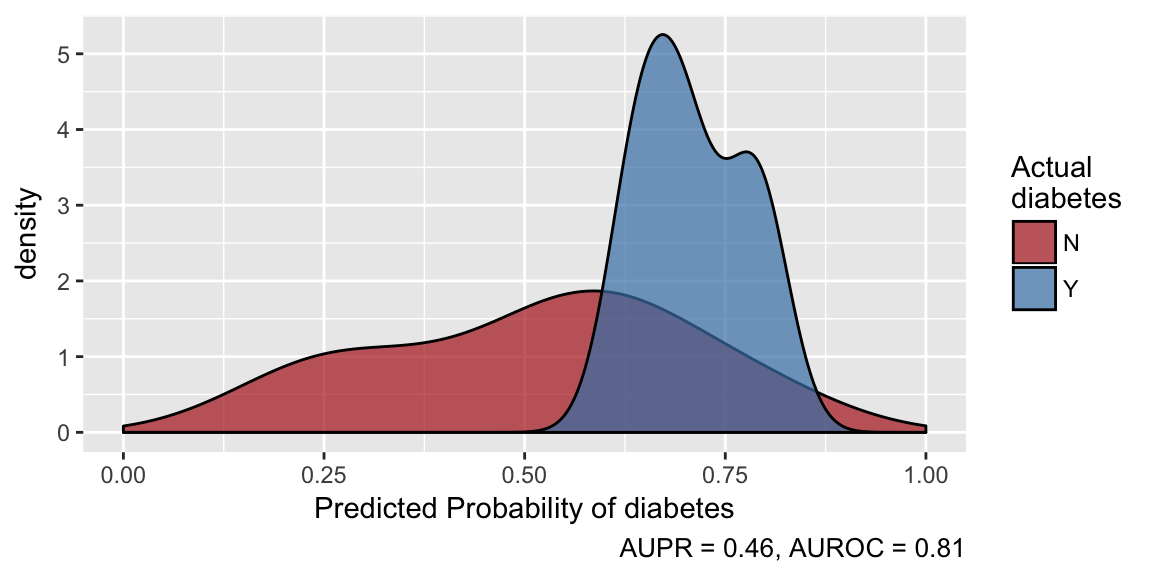 5
4
3
2
1
0
density
0.00 0.25 0.50 0.75 1.00
Predicted Probability of diabetes
AUPR = 0.46, AUROC = 0.81
Actual
diabetes
N
Y